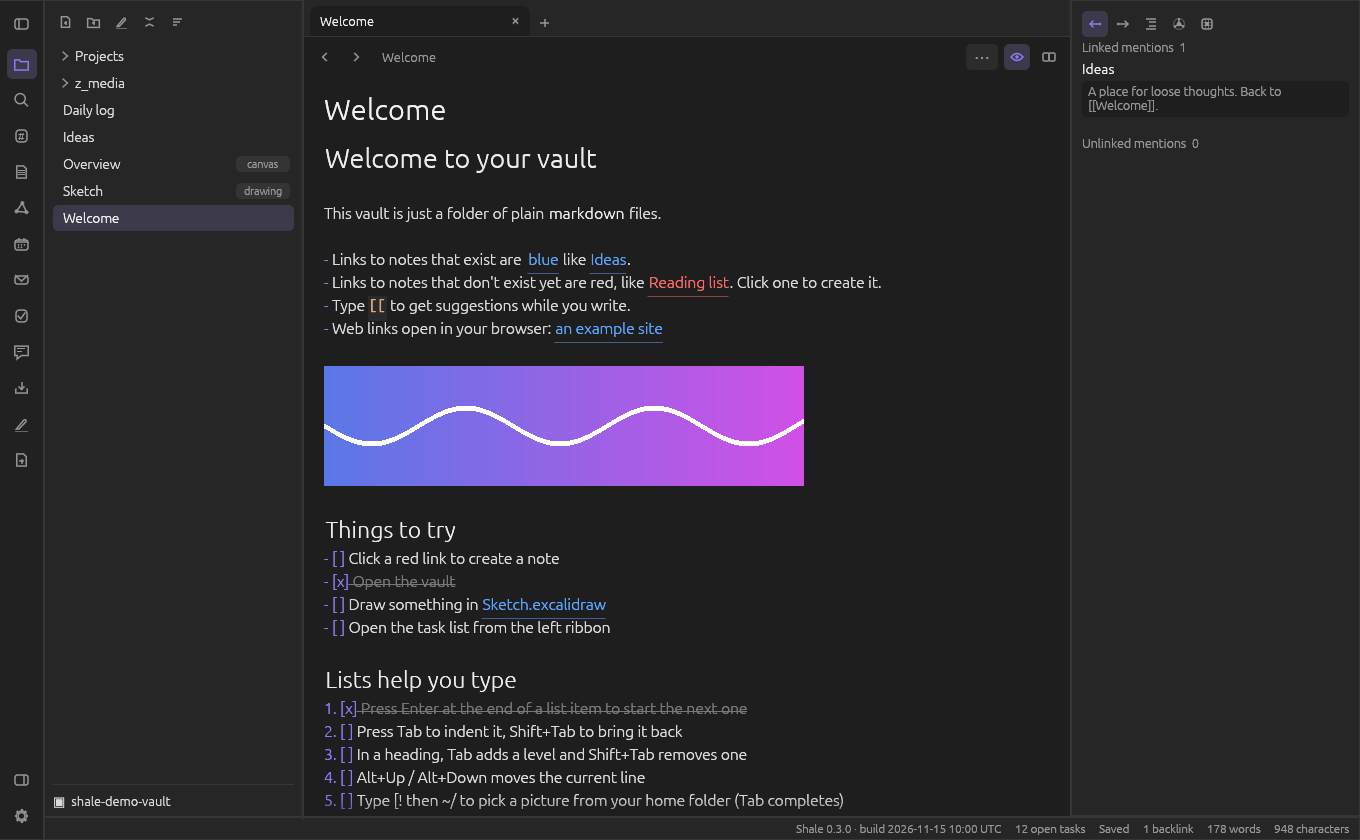 Projects
z_media
Daily log
Ideas
Overview canvas
Sketch drawing
Welcome
shale-demo-vault
Welcome × +
Welcome
Welcome
Welcome to your vault
This vault is just a folder of plain markdown files.
- Links to notes that exist are blue like Ideas.
- Links to notes that don't exist yet are red, like Reading list. Click one to create it.
- Type [[ to get suggestions while you write.
- Web links open in your browser: an example site
Things to try
- [ ] Click a red link to create a note
- [x] Open the vault
- [ ] Draw something in Sketch.excalidraw
- [ ] Open the task list from the left ribbon
Lists help you type
1. [x] Press Enter at the end of a list item to start the next one
2. [ ] Press Tab to indent it, Shift+Tab to bring it back
3. [ ] In a heading, Tab adds a level and Shift+Tab removes one
4. [ ] Alt+Up / Alt+Down moves the current line
5. [ ] Type [! then ~/ to pick a picture from your home folder (Tab completes)
Linked mentions 1
Ideas
A place for loose thoughts. Back to
[[Welcome]].
Unlinked mentions 0
Shale 0.3.0 · build 2026-11-15 10:00 UTC 12 open tasks Saved 1 backlink 178 words 948 characters